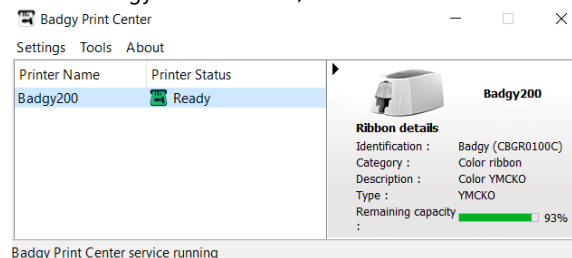 Badgy Print Center
Settings Tools About
Printer Name Printer Status
Badgy200 Ready
Badgy200
Ribbon details
Identification : Badgy (CBGR0100C)
Category : Color ribbon
Description : Color YMCKO
Type : YMCKO
Remaining capacity : 93%
Badgy Print Center service running